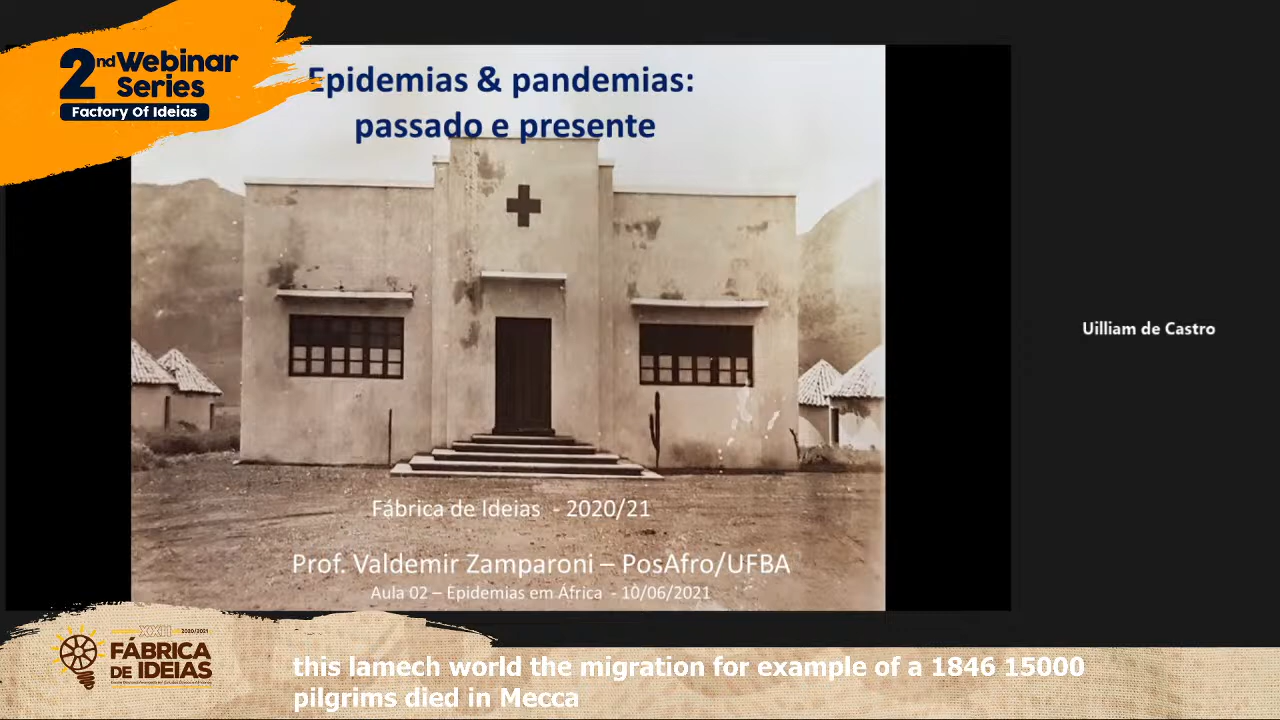 2nd Webinar
Series
Factory Of Ideias
Epidemias & pandemias:
passado e presente
Uilliam de Castro
Fábrica de Ideias - 2020/21
Prof. Valdemir Zamparoni – PosAfro/UFBA
Aula 02 – Epidemias em África - 10/06/2021
XXII 2020/2021
FÁBRICA
DE IDEIAS
this lamech world the migration for example of a 1846 15000
pilgrims died in Mecca